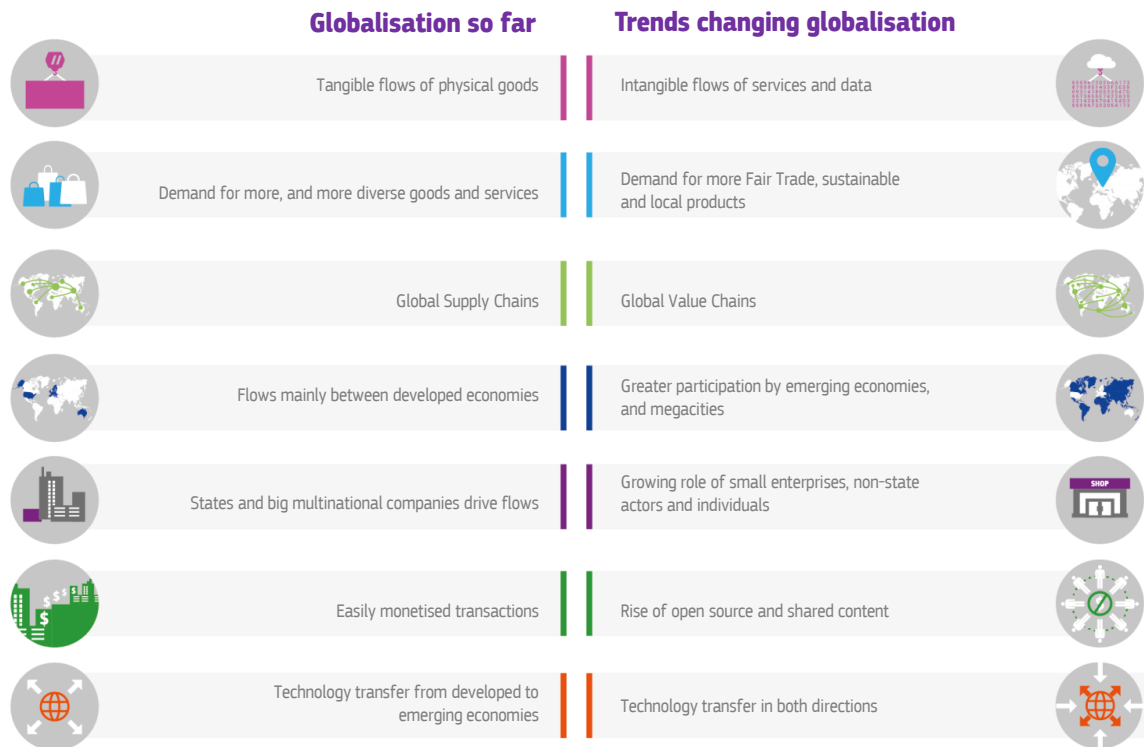 Globalisation so far
Trends changing globalisation
Tangible flows of physical goods
Intangible flows of services and data
Demand for more, and more diverse goods and services
Demand for more Fair Trade, sustainable
and local products
Global Supply Chains
Global Value Chains
Flows mainly between developed economies
Greater participation by emerging economies,
and megacities
States and big multinational companies drive flows
Growing role of small enterprises, non-state
actors and individuals
SHOP
Easily monetised transactions
Rise of open source and shared content
$ $ $ $ $
Technology transfer from developed to
emerging economies
Technology transfer in both directions